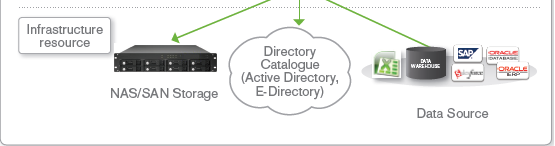 Infrastructure
resource
NAS/SAN Storage
Directory
Catalogue
(Active Directory,
E-Directory)
DATA
WAREHOUSE
SAP
ORACLE
DATABASE
ORACLE
ERP
Data Source